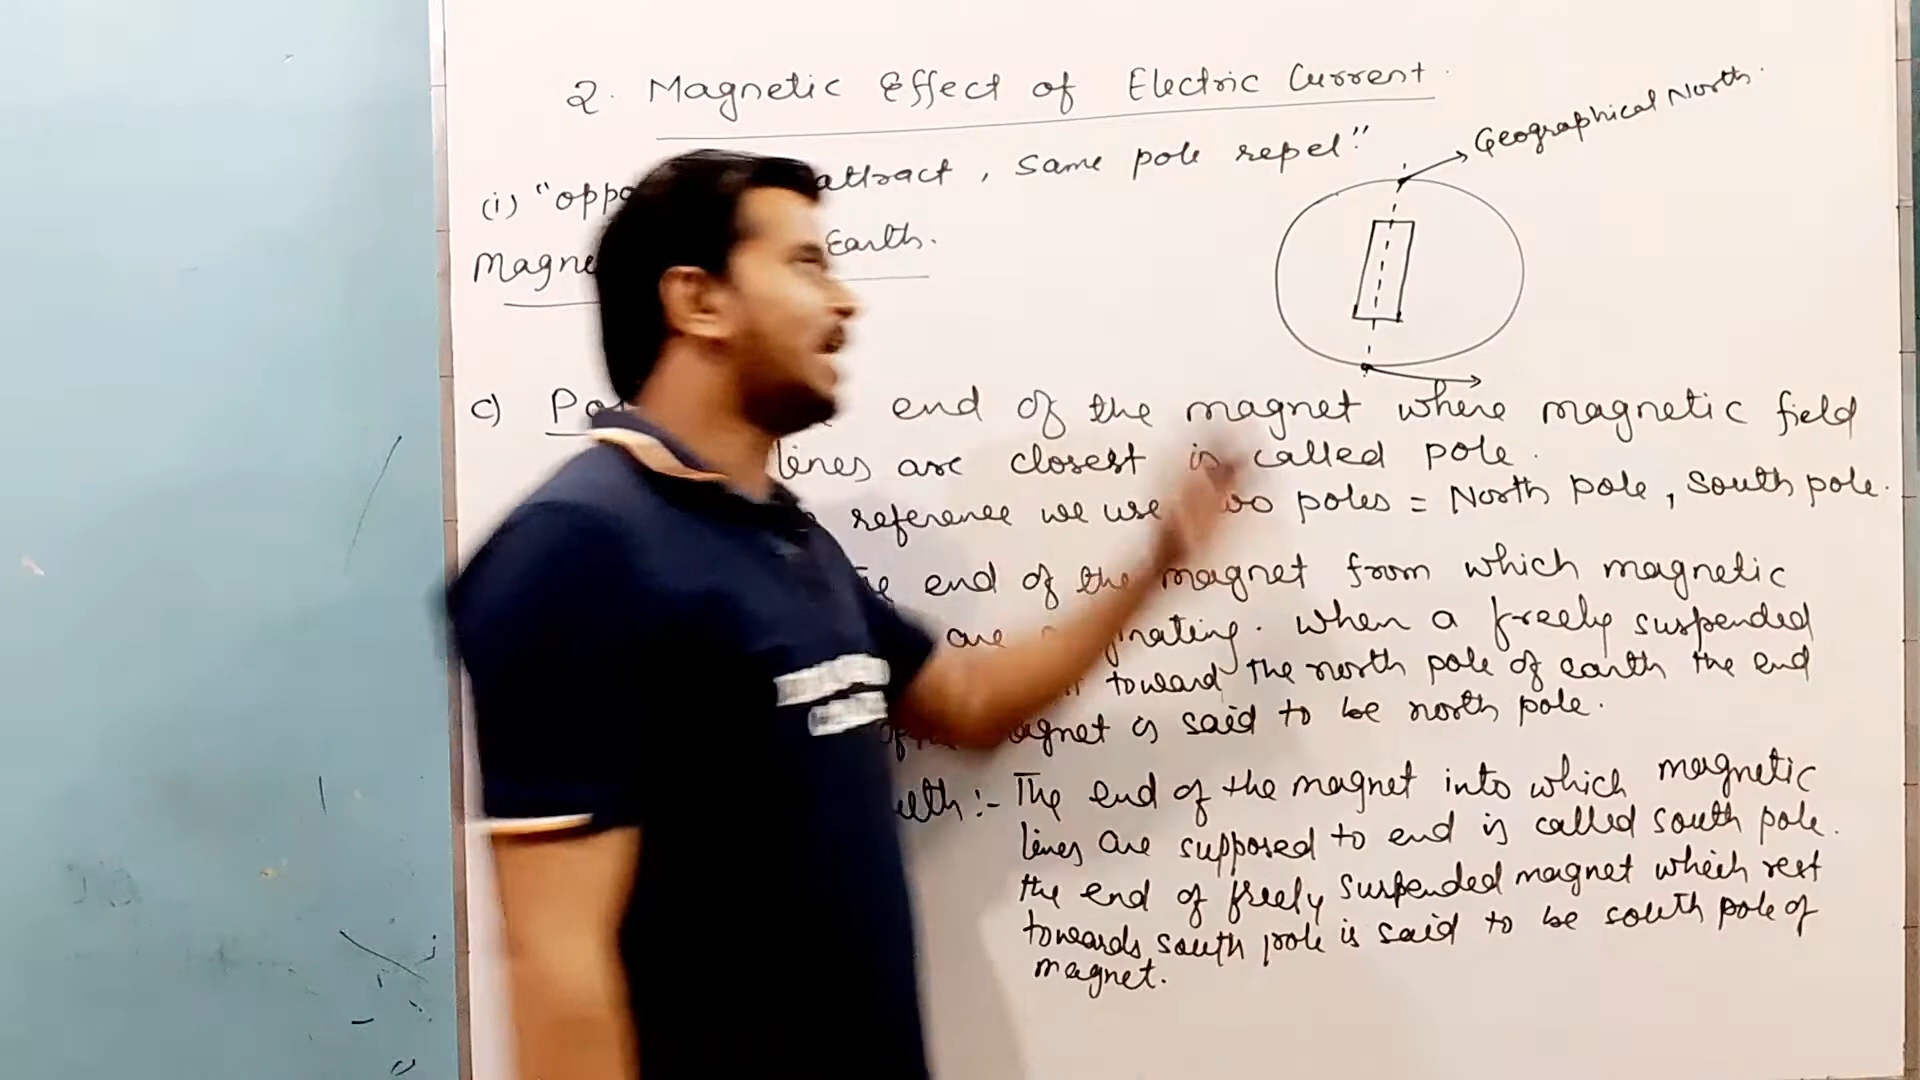 2. Magnetic Effect of Electric Current
(i) "oppo attract, same pole repel"
Geographical North
Magne Earth.
c) Po end of the magnet where magnetic field
lines are closest is called pole.
reference we use poles = North pole, South pole.
end of the magnet from which magnetic
are nating. When a freely suspended
toward the north pole of earth the end
agnet is said to be north pole.
uth:- The end of the magnet into which magnetic
lines are supposed to end is called south pole.
the end of freely suspended magnet which rest
towards south pole is said to be south pole of
magnet.